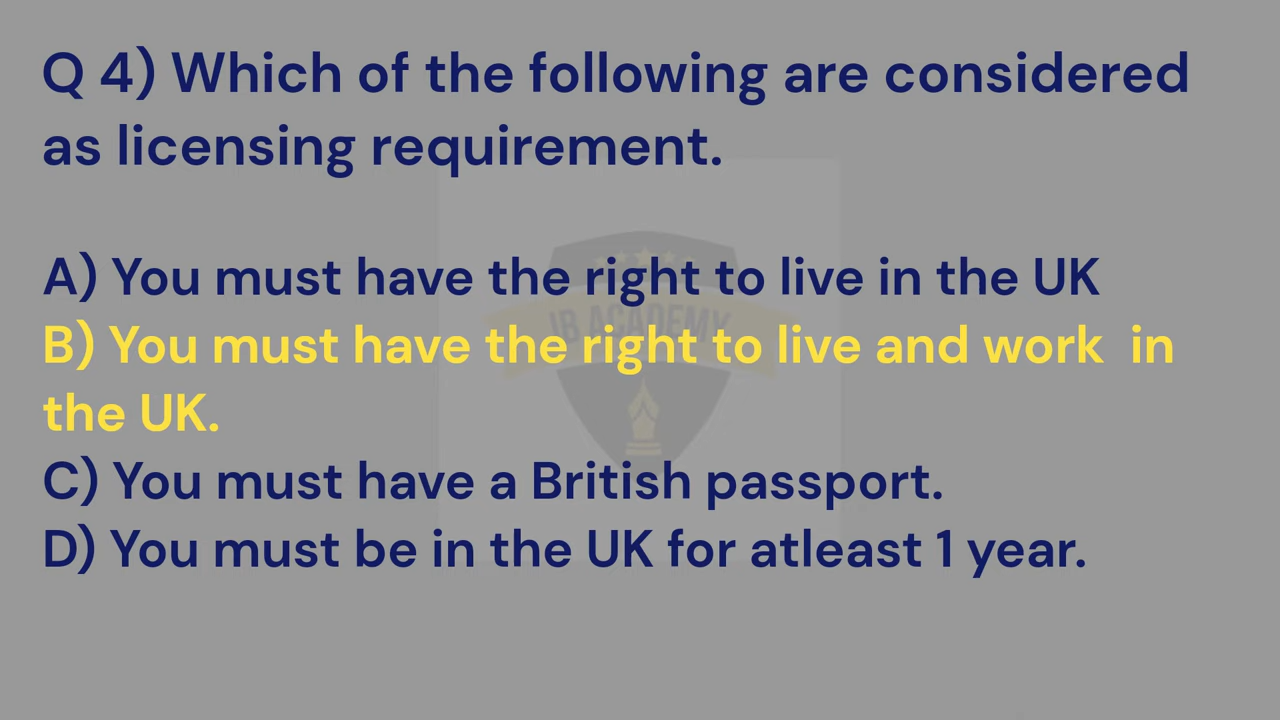 Q 4) Which of the following are considered
as licensing requirement.
A) You must have the right to live in the UK
B) You must have the right to live and work in
the UK.
C) You must have a British passport.
D) You must be in the UK for atleast 1 year.
IB ACADEMY